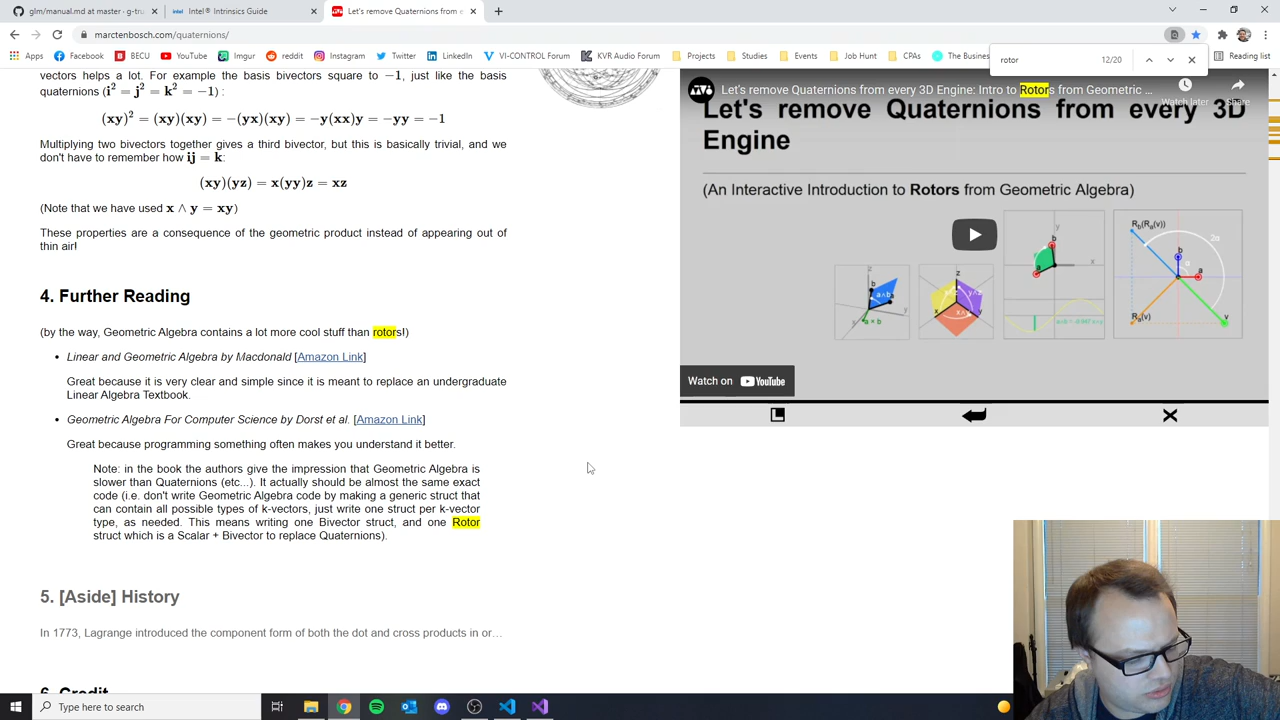 glm/manual.md at master · g-tru
Intel® Intrinsics Guide
Let's remove Quaternions from e
marctenbosch.com/quaternions/
Apps
Facebook
BECU
YouTube
Imgur
reddit
Instagram
Twitter
LinkedIn
VI-CONTROL Forum
KVR Audio Forum
Projects
Studies
Events
Job Hunt
CPAs
The Business
Reading list
rotor
12/20
vectors helps a lot. For example the basis bivectors square to −1, just like the basis
quaternions (i² = j² = k² = −1) :
(xy)² = (xy)(xy) = −(yx)(xy) = −y(xx)y = −yy = −1
Multiplying two bivectors together gives a third bivector, but this is basically trivial, and we
don't have to remember how ij = k:
(xy)(yz) = x(yy)z = xz
(Note that we have used x ∧ y = xy)
These properties are a consequence of the geometric product instead of appearing out of
thin air!
4. Further Reading
(by the way, Geometric Algebra contains a lot more cool stuff than rotors!)
• Linear and Geometric Algebra by Macdonald [Amazon Link]
Great because it is very clear and simple since it is meant to replace an undergraduate
Linear Algebra Textbook.
• Geometric Algebra For Computer Science by Dorst et al. [Amazon Link]
Great because programming something often makes you understand it better.
Note: in the book the authors give the impression that Geometric Algebra is
slower than Quaternions (etc...). It actually should be almost the same exact
code (i.e. don't write Geometric Algebra code by making a generic struct that
can contain all possible types of k-vectors, just write one struct per k-vector
type, as needed. This means writing one Bivector struct, and one Rotor
struct which is a Scalar + Bivector to replace Quaternions).
5. [Aside] History
In 1773, Lagrange introduced the component form of both the dot and cross products in or…
6. Credit
Let's remove Quaternions from every 3D Engine: Intro to Rotors from Geometric ...
Watch later
Share
Let's remove Quaternions from every 3D
Engine
(An Interactive Introduction to Rotors from Geometric Algebra)
z
b
a∧b
y
x
a × b
z
x
y
y
b
a
x
Rb(Ra(v))
2α
b
a
Ra(v)
v
Watch on YouTube
Type here to search